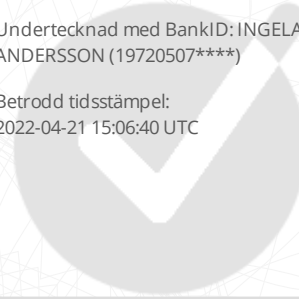 Undertecknad med BankID: INGELA
ANDERSSON (19720507****)
Betrodd tidsstämpel:
2022-04-21 15:06:40 UTC